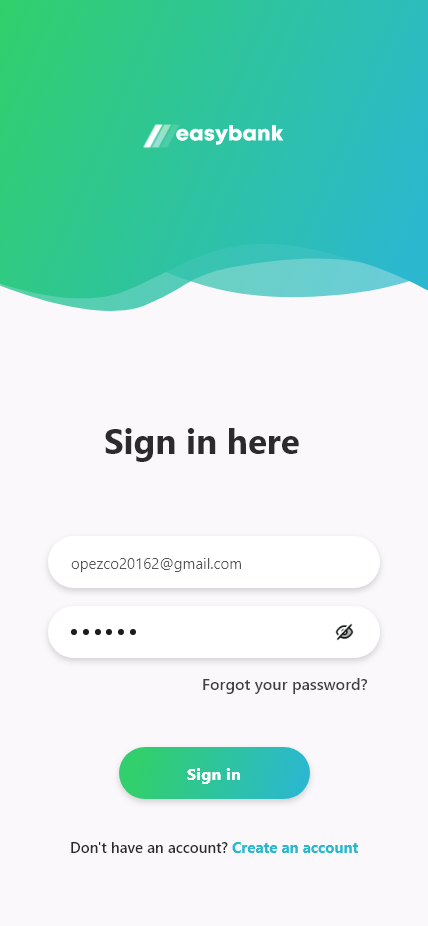 easybank
Sign in here
opezco20162@gmail.com
••••••
Forgot your password?
Sign in
Don't have an account? Create an account